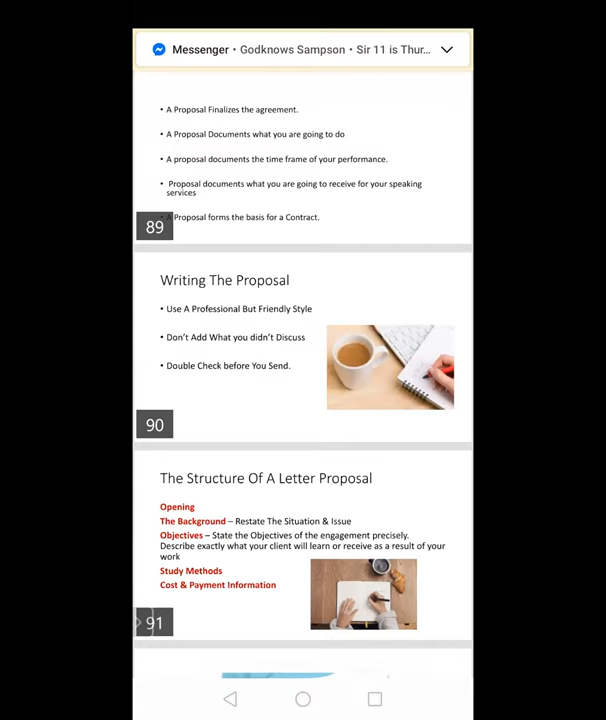 Messenger • Godknows Sampson • Sir 11 is Thur...
• A Proposal Finalizes the agreement.
• A Proposal Documents what you are going to do
• A proposal documents the time frame of your performance.
• Proposal documents what you are going to receive for your speaking
services
• A Proposal forms the basis for a Contract.
89
Writing The Proposal
• Use A Professional But Friendly Style
• Don't Add What you didn't Discuss
• Double Check before You Send.
90
The Structure Of A Letter Proposal
Opening
The Background – Restate The Situation & Issue
Objectives – State the Objectives of the engagement precisely.
Describe exactly what your client will learn or receive as a result of your
work
Study Methods
Cost & Payment Information
91